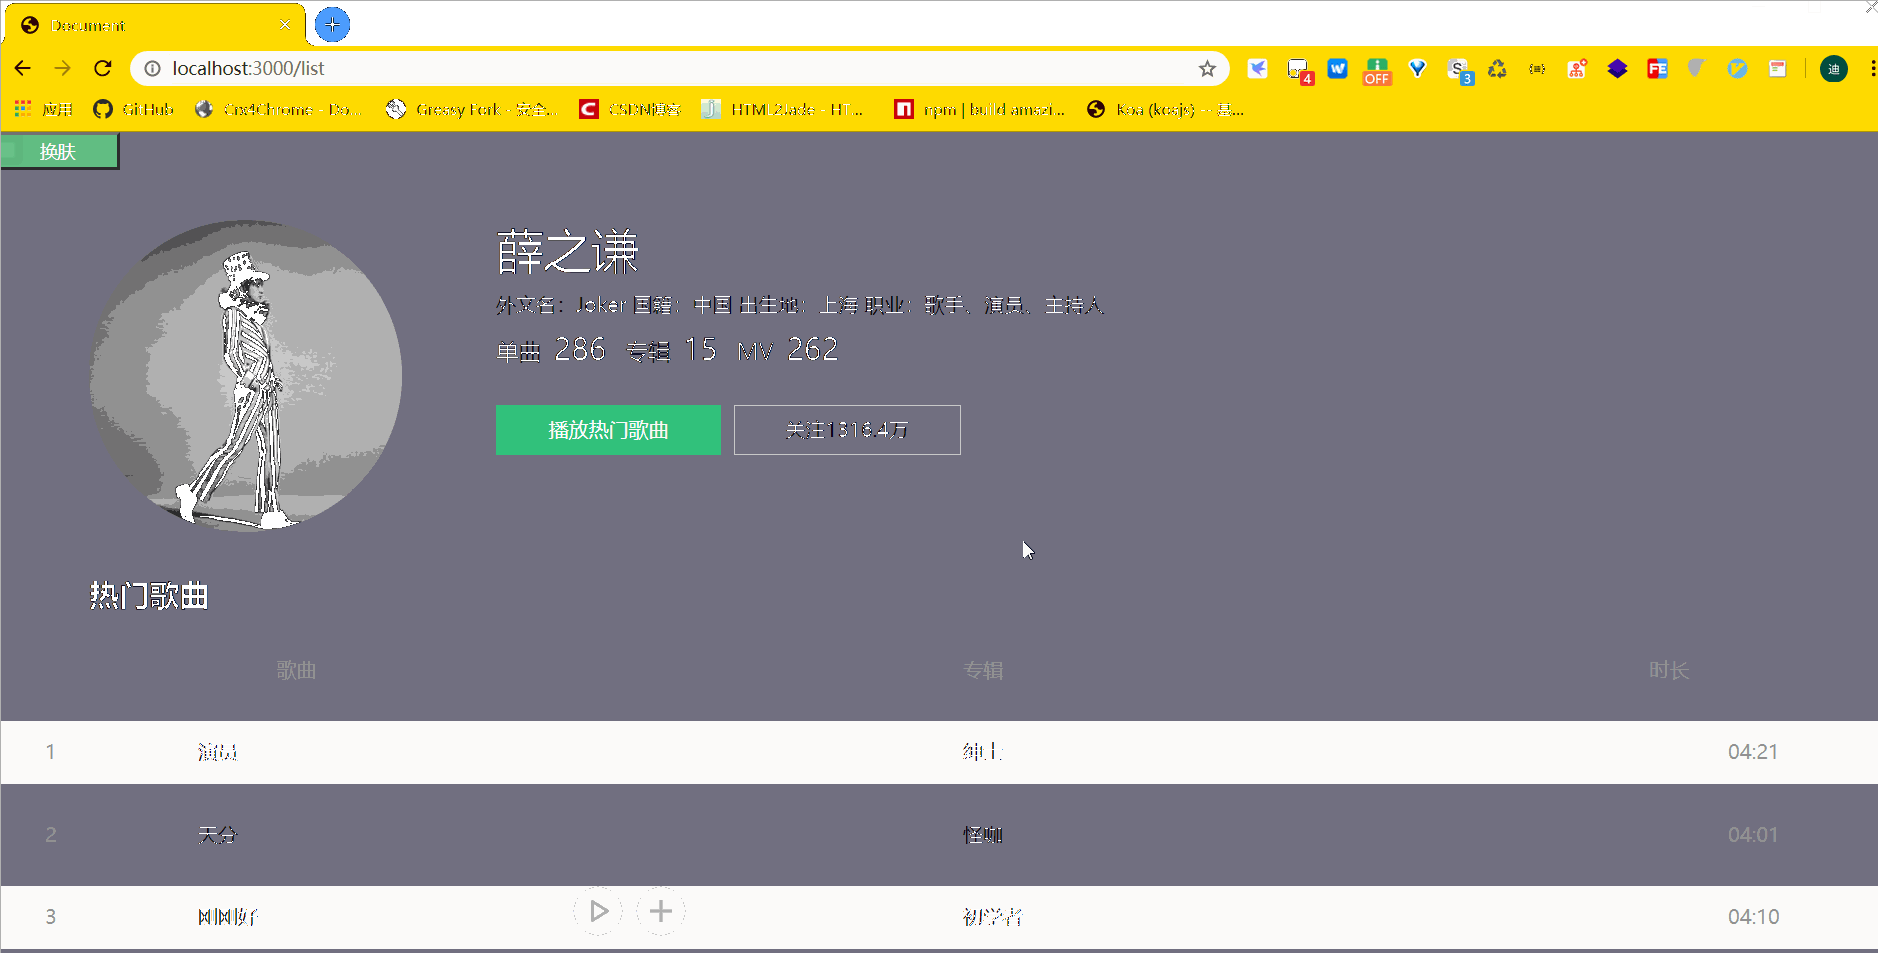 Document
localhost:3000/list
应用 GitHub Crx4Chrome - Do... Greasy Fork - 安全... CSDN博客 HTML2Jade - HT... npm | build amazi... Koa (koajs) -- 基...
4 OFF 3 迪
换肤
薛之谦
外文名：Joker 国籍：中国 出生地：上海 职业：歌手、演员、主持人
单曲 286 专辑 15 MV 262
播放热门歌曲 关注1316.4万
热门歌曲
歌曲 专辑 时长
1 演员 绅士 04:21
2 天分 怪咖 04:01
3 刚刚好 初学者 04:10